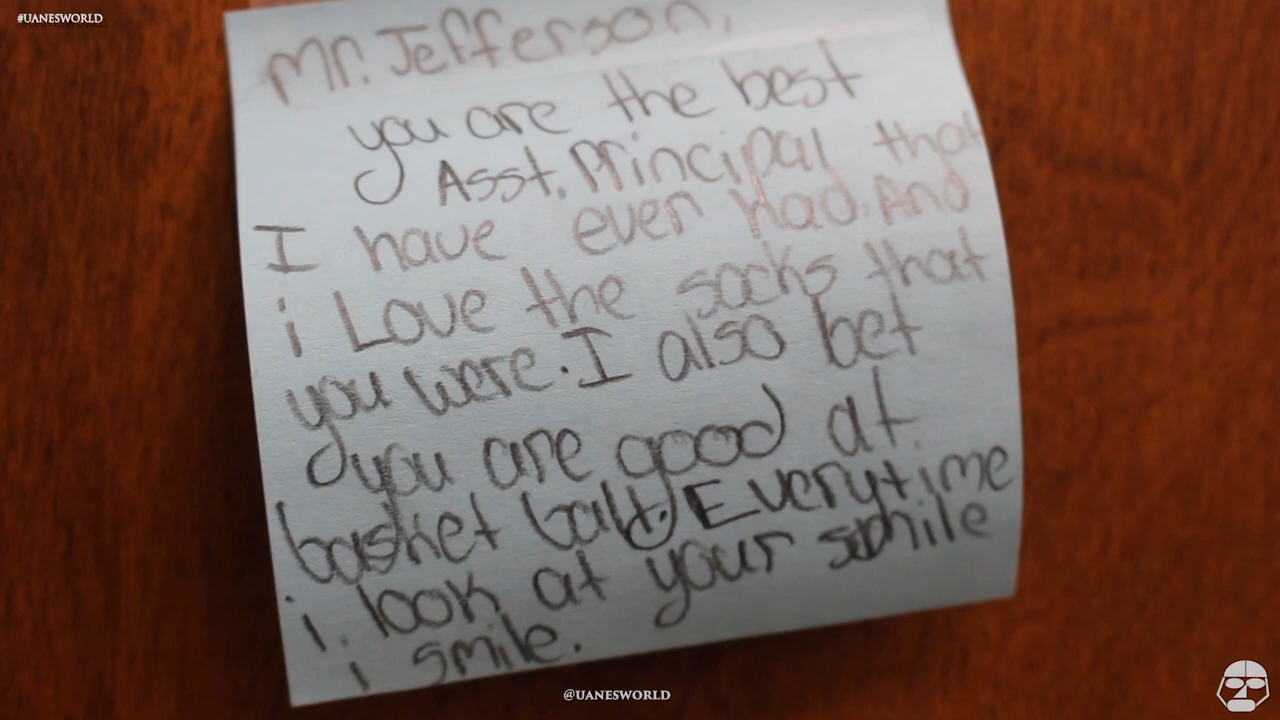 #UANESWORLD
Mr. Jefferson,
you are the best
Asst. Principal that
I have ever had. And
i Love the socks that
you were. I also bet
you are good at
basket ball. Everytime
i. look at your smile
i smile.
@UANESWORLD